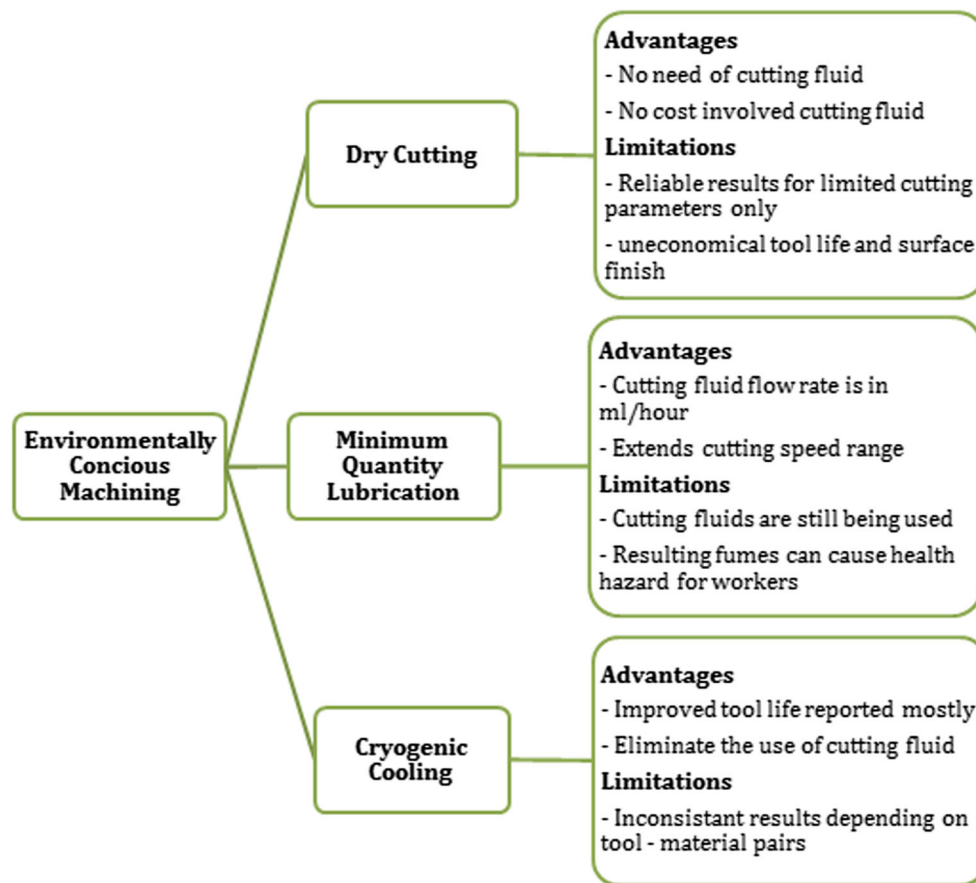 Environmentally
Concious
Machining
Dry Cutting
Advantages
- No need of cutting fluid
- No cost involved cutting fluid
Limitations
- Reliable results for limited cutting
parameters only
- uneconomical tool life and surface
finish
Minimum
Quantity
Lubrication
Advantages
- Cutting fluid flow rate is in
ml/hour
- Extends cutting speed range
Limitations
- Cutting fluids are still being used
- Resulting fumes can cause health
hazard for workers
Cryogenic
Cooling
Advantages
- Improved tool life reported mostly
- Eliminate the use of cutting fluid
Limitations
- Inconsistant results depending on
tool - material pairs